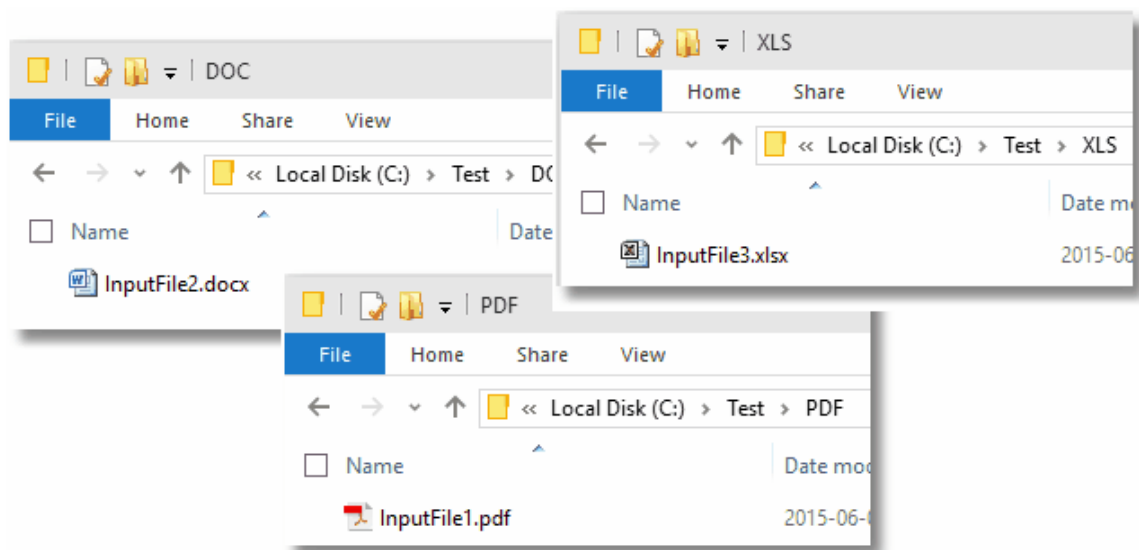 DOC
File Home Share View
« Local Disk (C:) > Test > DO
Name Date
InputFile2.docx
XLS
File Home Share View
« Local Disk (C:) > Test > XLS
Name Date mo
InputFile3.xlsx 2015-06
PDF
File Home Share View
« Local Disk (C:) > Test > PDF
Name Date mod
InputFile1.pdf 2015-06-0